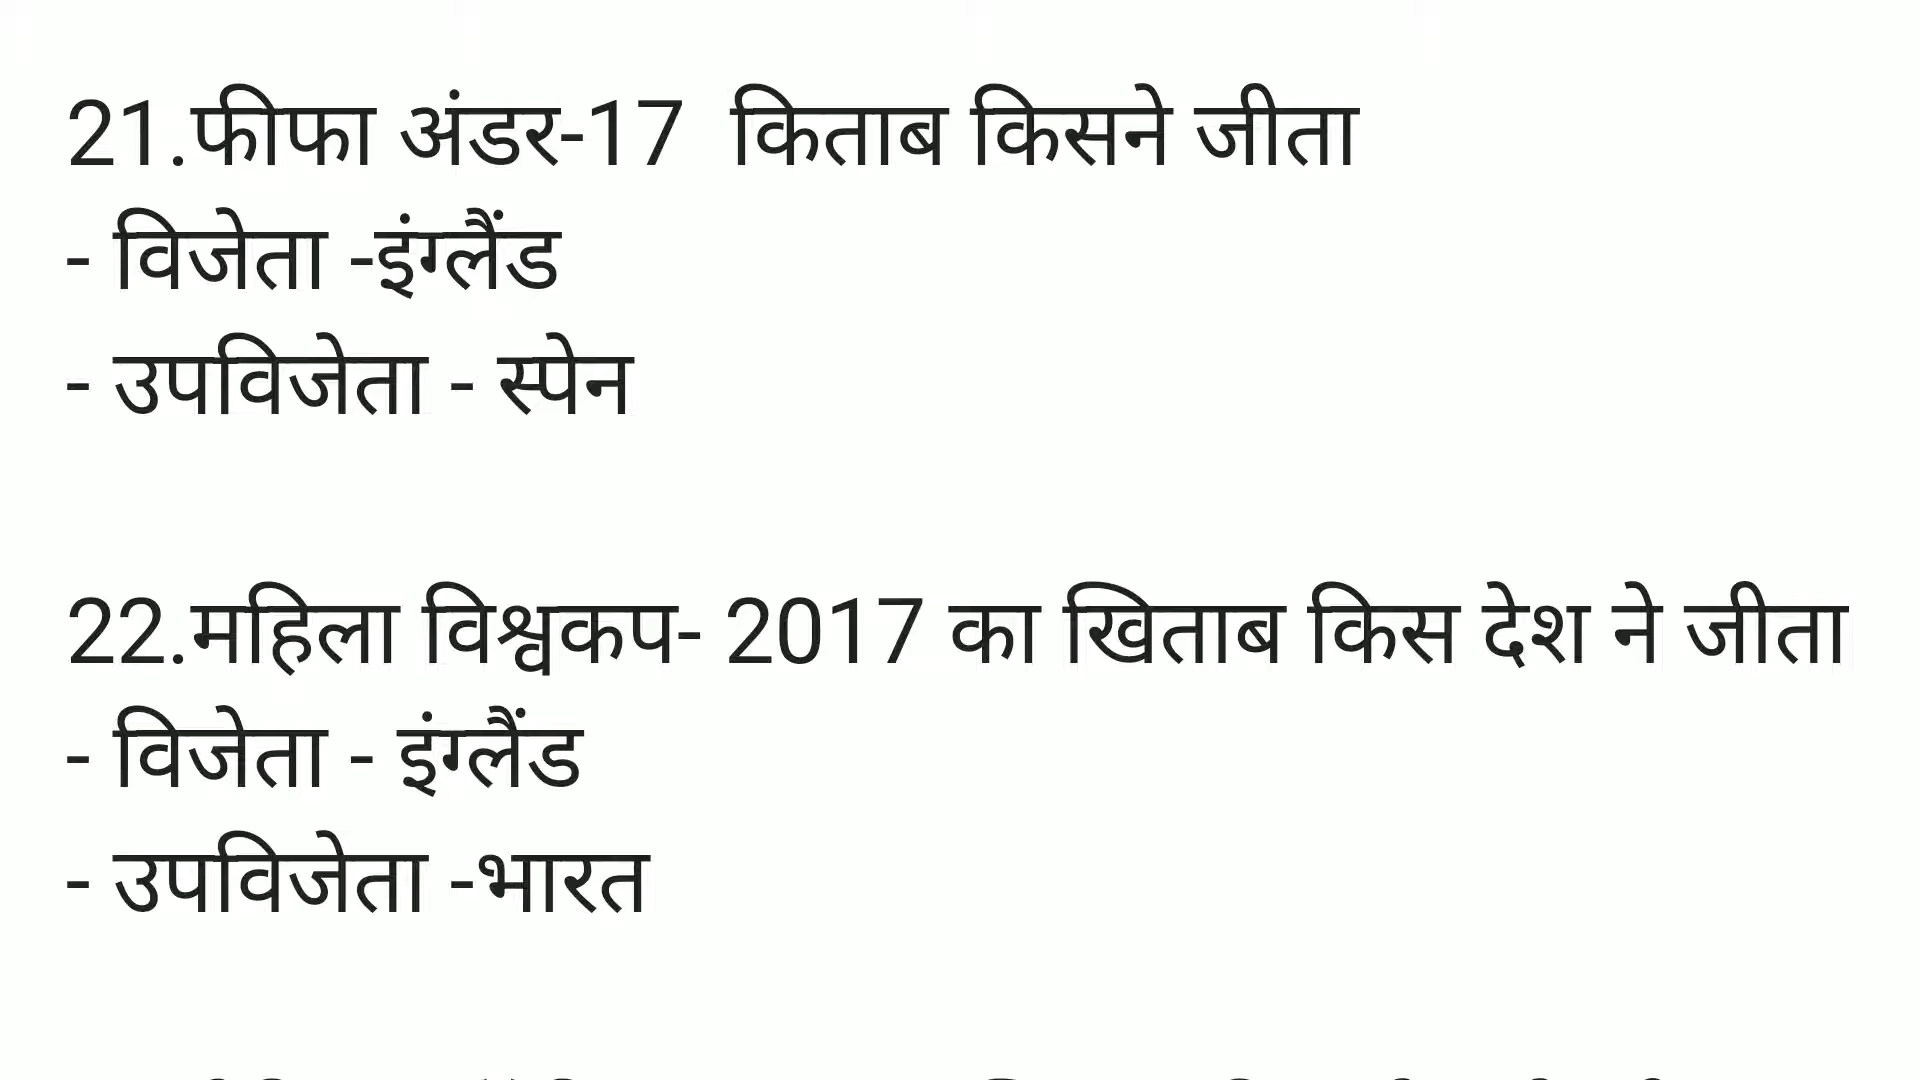 21.फीफा अंडर-17  किताब किसने जीता
- विजेता -इंग्लैंड
- उपविजेता - स्पेन
22.महिला विश्वकप- 2017 का खिताब किस देश ने जीता
- विजेता - इंग्लैंड
- उपविजेता -भारत